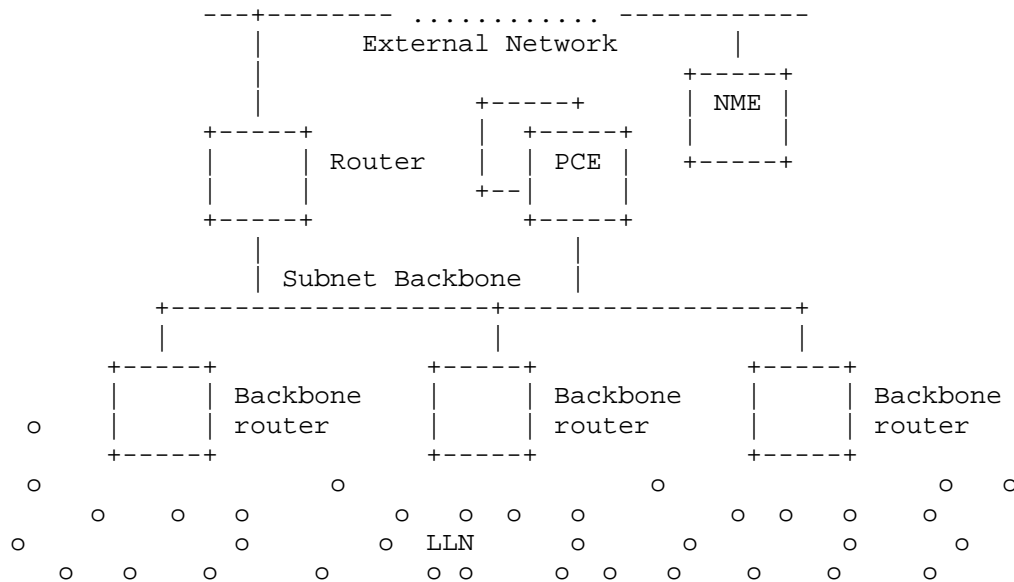 External Network
NME
Router
PCE
Subnet Backbone
Backbone Backbone Backbone
router router router
LLN